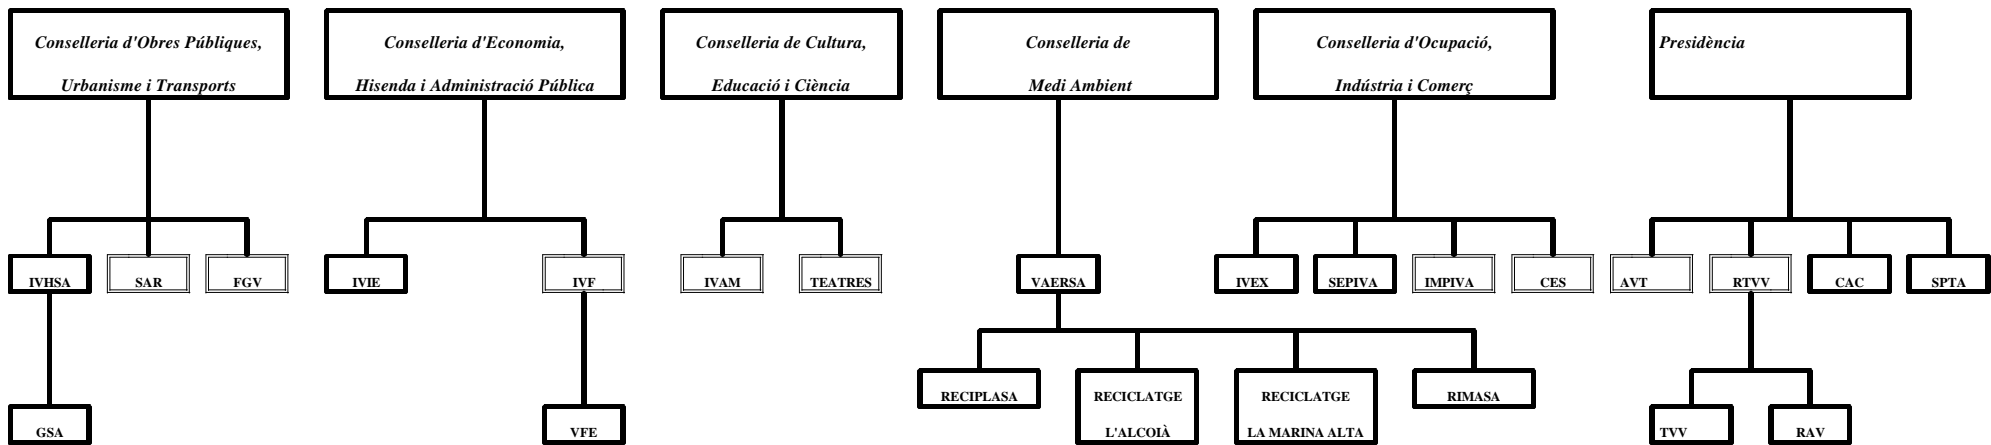 Conselleria d'Obres Públiques,
Urbanisme i Transports
Conselleria d'Economia,
Hisenda i Administració Pública
Conselleria de Cultura,
Educació i Ciència
Conselleria de
Medi Ambient
Conselleria d'Ocupació,
Indústria i Comerç
Presidència
IVHSA
SAR
FGV
IVIE
IVF
IVAM
TEATRES
VAERSA
IVEX
SEPIVA
IMPIVA
CES
AVT
RTVV
CAC
SPTA
RECIPLASA
RECICLATGE
L'ALCOIÀ
RECICLATGE
LA MARINA ALTA
RIMASA
GSA
VFE
TVV
RAV